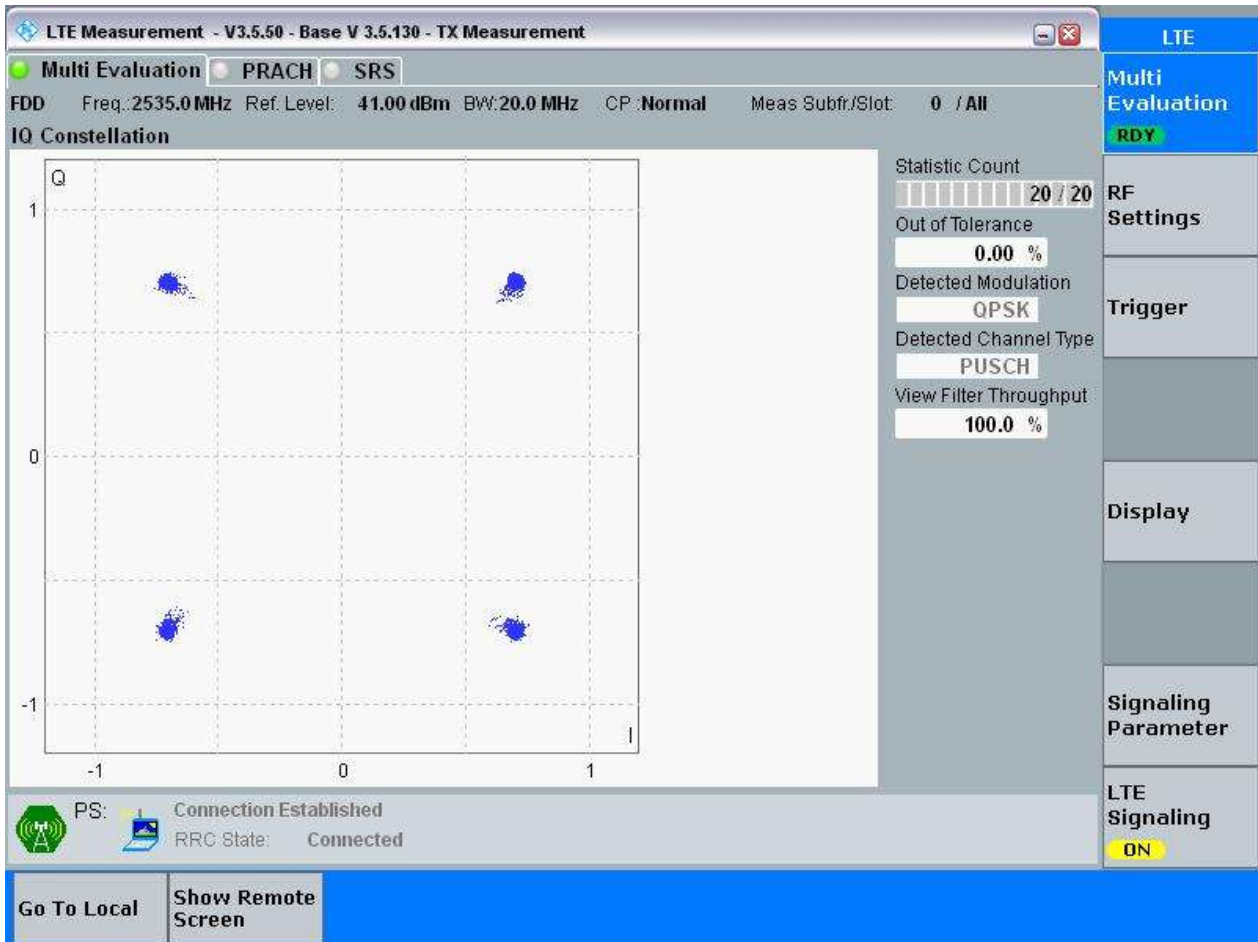 LTE Measurement - V3.5.50 - Base V 3.5.130 - TX Measurement
LTE
Multi Evaluation PRACH SRS
FDD Freq.:2535.0 MHz Ref. Level: 41.00 dBm BW:20.0 MHz CP :Normal Meas Subfr./Slot: 0 / All
IQ Constellation
Q
1
0
-1
I
-1 0 1
Statistic Count
20 / 20
Out of Tolerance
0.00 %
Detected Modulation
QPSK
Detected Channel Type
PUSCH
View Filter Throughput
100.0 %
Multi
Evaluation
RDY
RF
Settings
Trigger
Display
Signaling
Parameter
LTE
Signaling
ON
PS: Connection Established
RRC State: Connected
Go To Local
Show Remote
Screen